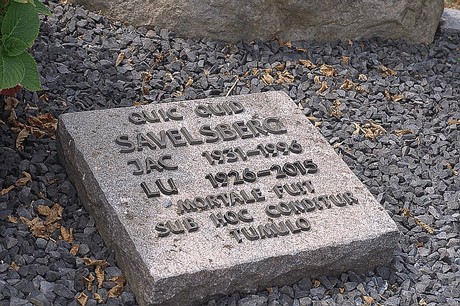 QUIC QUID
SAVELSBERG
JAC 1931-1996
LU 1926-2015
MORTALE FUIT
SUB HOC CONDITUR
TUMULO